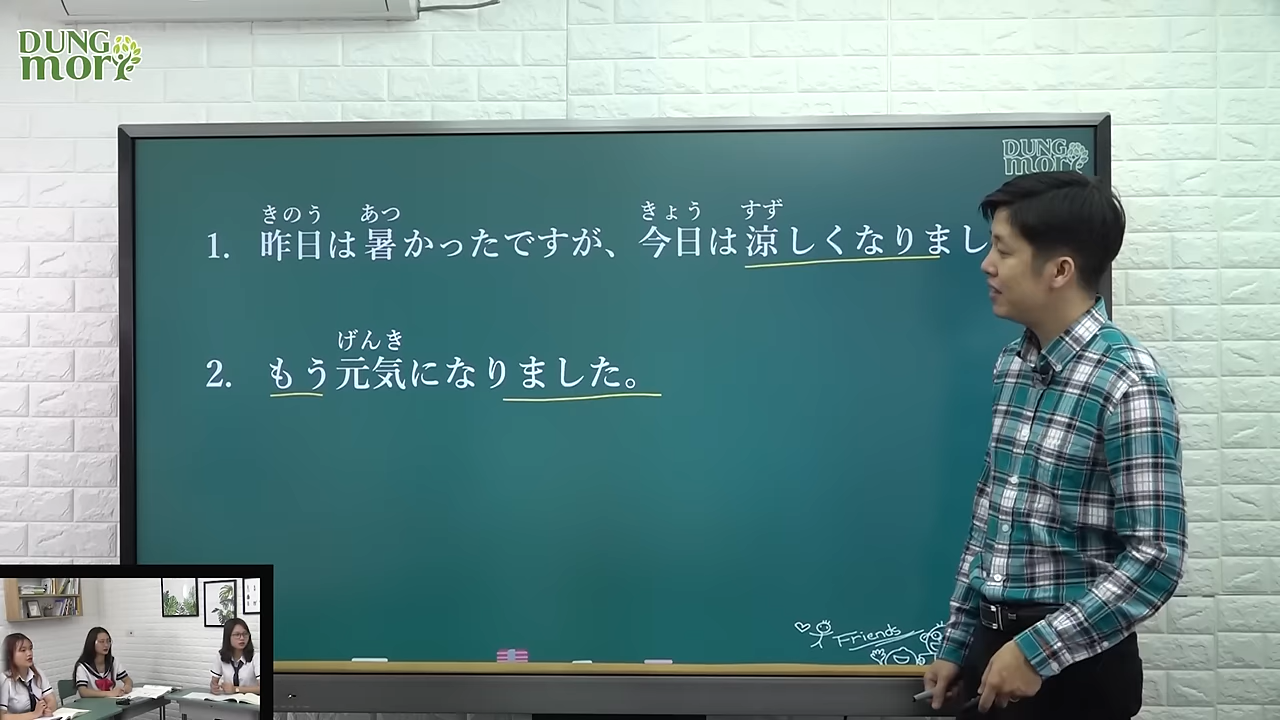 DUNG
mori
DUNG
mori
きのう あつ きょう すず
1. 昨日は暑かったですが、今日は涼しくなりまし
げんき
2. もう元気になりました。
Friends